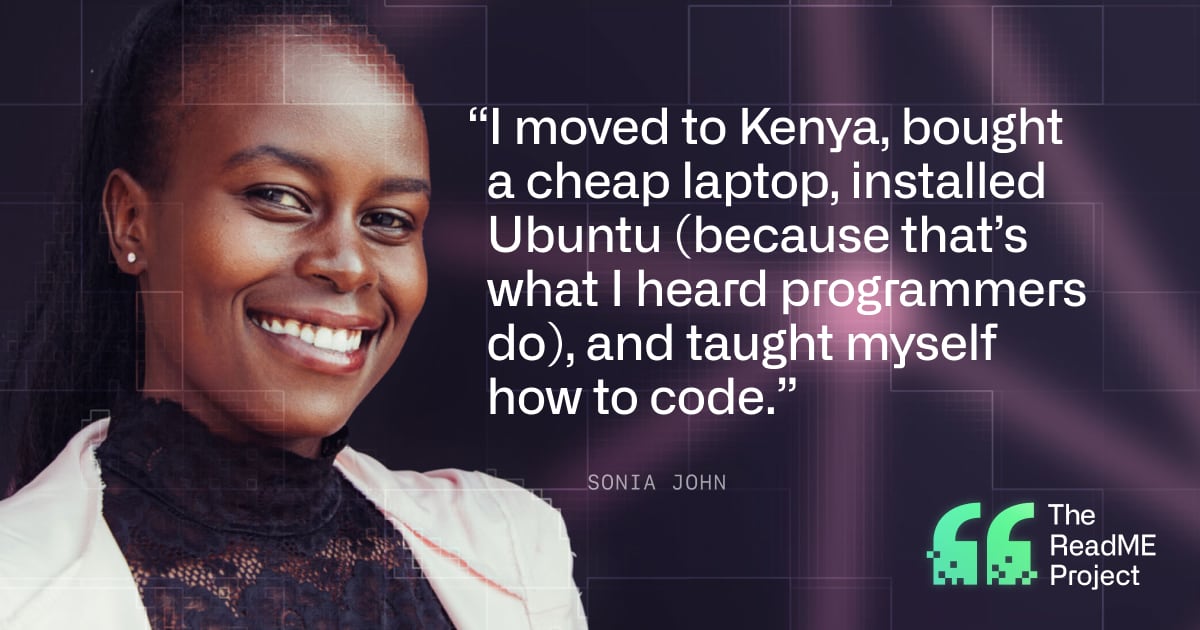 “I moved to Kenya, bought
a cheap laptop, installed
Ubuntu (because that’s
what I heard programmers
do), and taught myself
how to code.”
SONIA JOHN
The
ReadME
Project